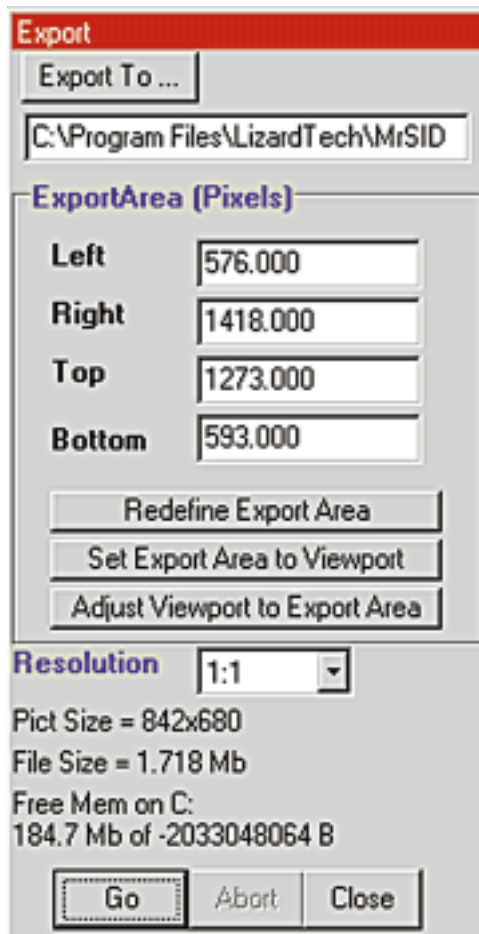 Export
Export To ...
C:\Program Files\LizardTech\MrSID
ExportArea (Pixels)
Left 576.000
Right 1418.000
Top 1273.000
Bottom 593.000
Redefine Export Area
Set Export Area to Viewport
Adjust Viewport to Export Area
Resolution 1:1
Pict Size = 842x680
File Size = 1.718 Mb
Free Mem on C:
184.7 Mb of -2033048064 B
Go Abort Close